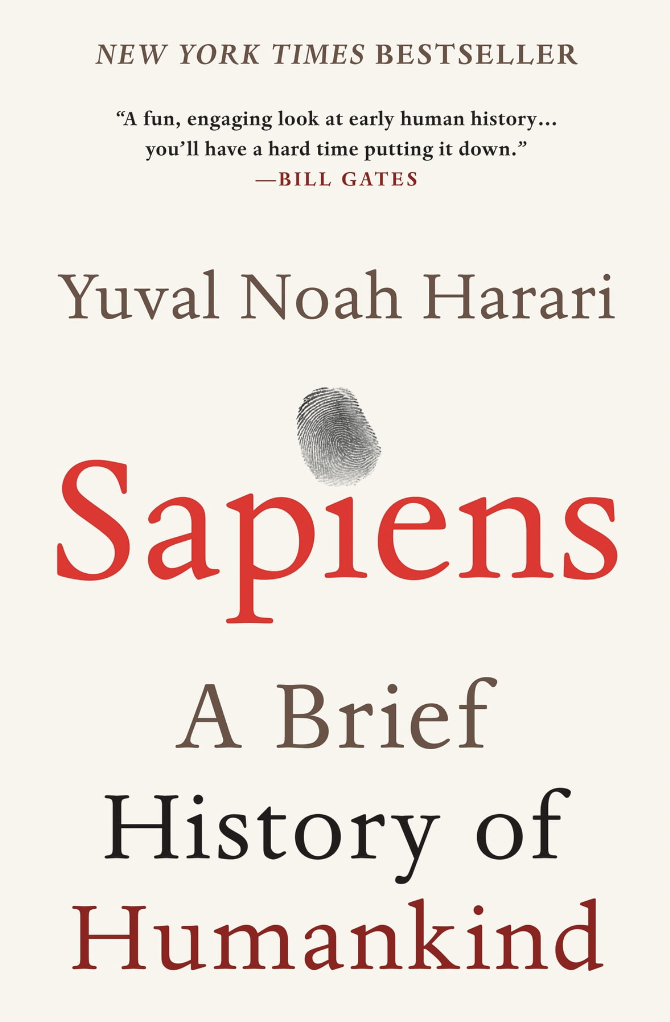 NEW YORK TIMES BESTSELLER
“A fun, engaging look at early human history…
you’ll have a hard time putting it down.”
—BILL GATES
Yuval Noah Harari
Sapiens
A Brief
History of
Humankind